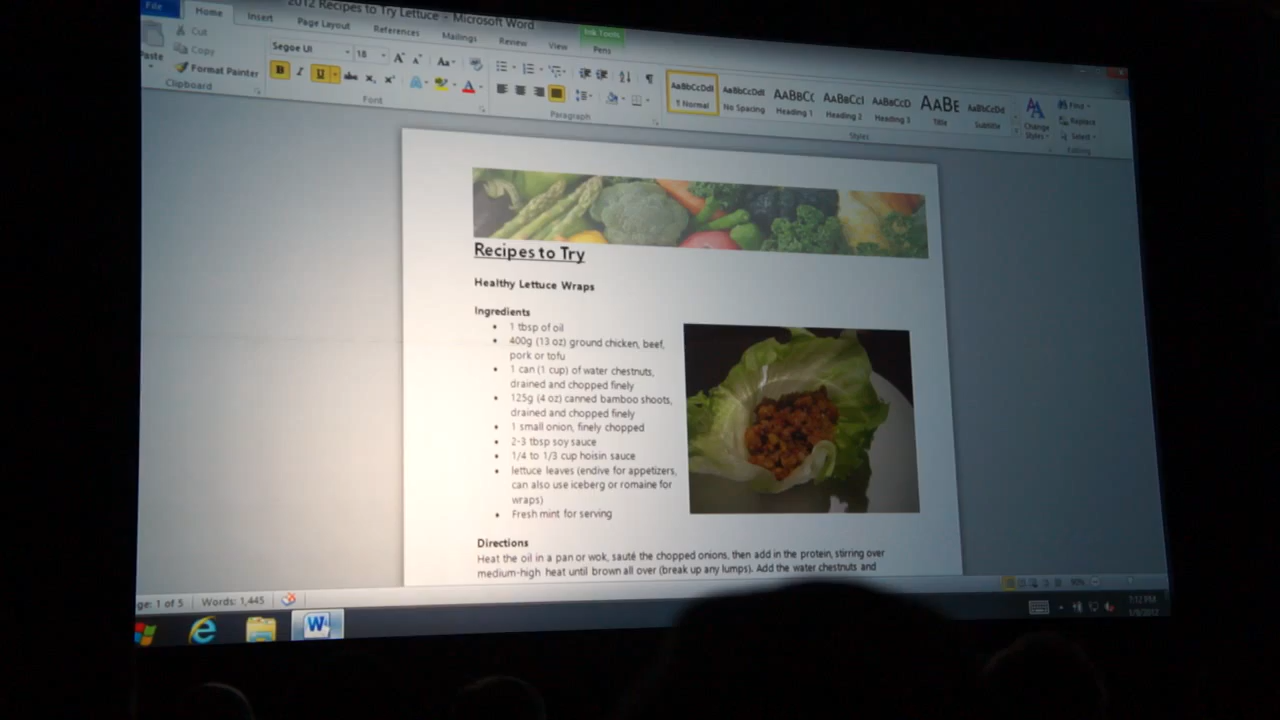 2012 Recipes to Try Lettuce - Microsoft Word
File Home Insert Page Layout References Mailings Review View Ink Tools Pens
Paste
Cut
Copy
Format Painter
Clipboard
Segoe UI 18
Font
Paragraph
AaBbCcDdI AaBbCcDdI AaBbC( AaBbCcI AaBbCcD AaBE AaBbCcDd
¶ Normal No Spacing Heading 1 Heading 2 Heading 3 Title Subtitle
Change Styles
Styles
Find
Replace
Select
Editing
Recipes to Try
Healthy Lettuce Wraps
Ingredients
• 1 tbsp of oil
• 400g (13 oz) ground chicken, beef,
pork or tofu
• 1 can (1 cup) of water chestnuts,
drained and chopped finely
• 125g (4 oz) canned bamboo shoots,
drained and chopped finely
• 1 small onion, finely chopped
• 2-3 tbsp soy sauce
• 1/4 to 1/3 cup hoisin sauce
• lettuce leaves (endive for appetizers,
can also use iceberg or romaine for
wraps)
• Fresh mint for serving
Directions
Heat the oil in a pan or wok, sauté the chopped onions, then add in the protein, stirring over
medium-high heat until brown all over (break up any lumps). Add the water chestnuts and
ge: 1 of 5 Words: 1,445
90%
7:12 PM